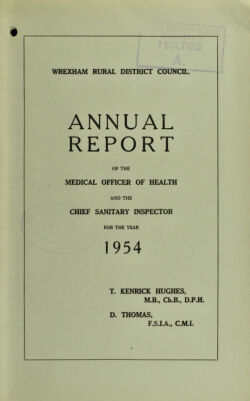 WREXHAM RURAL DISTRICT COUNCIL.
ANNUAL
REPORT
OF THE
MEDICAL OFFICER OF HEALTH
AND THE
CHIEF SANITARY INSPECTOR
FOR THE YEAR
1954
T. KENRICK HUGHES,
M.B., Ch.B., D.P.H.
D. THOMAS,
F.S.I.A., C.M.I.